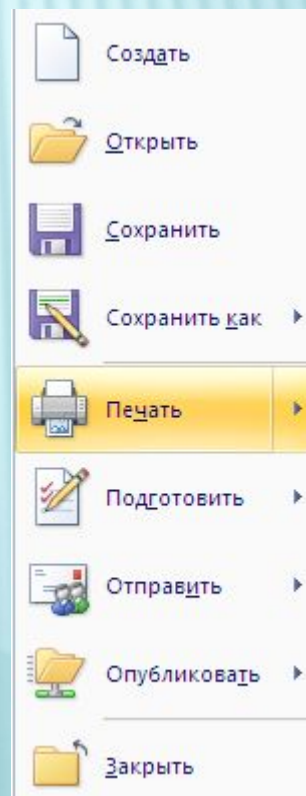 Создать
Открыть
Сохранить
Сохранить как
Печать
Подготовить
Отправить
Опубликовать
Закрыть